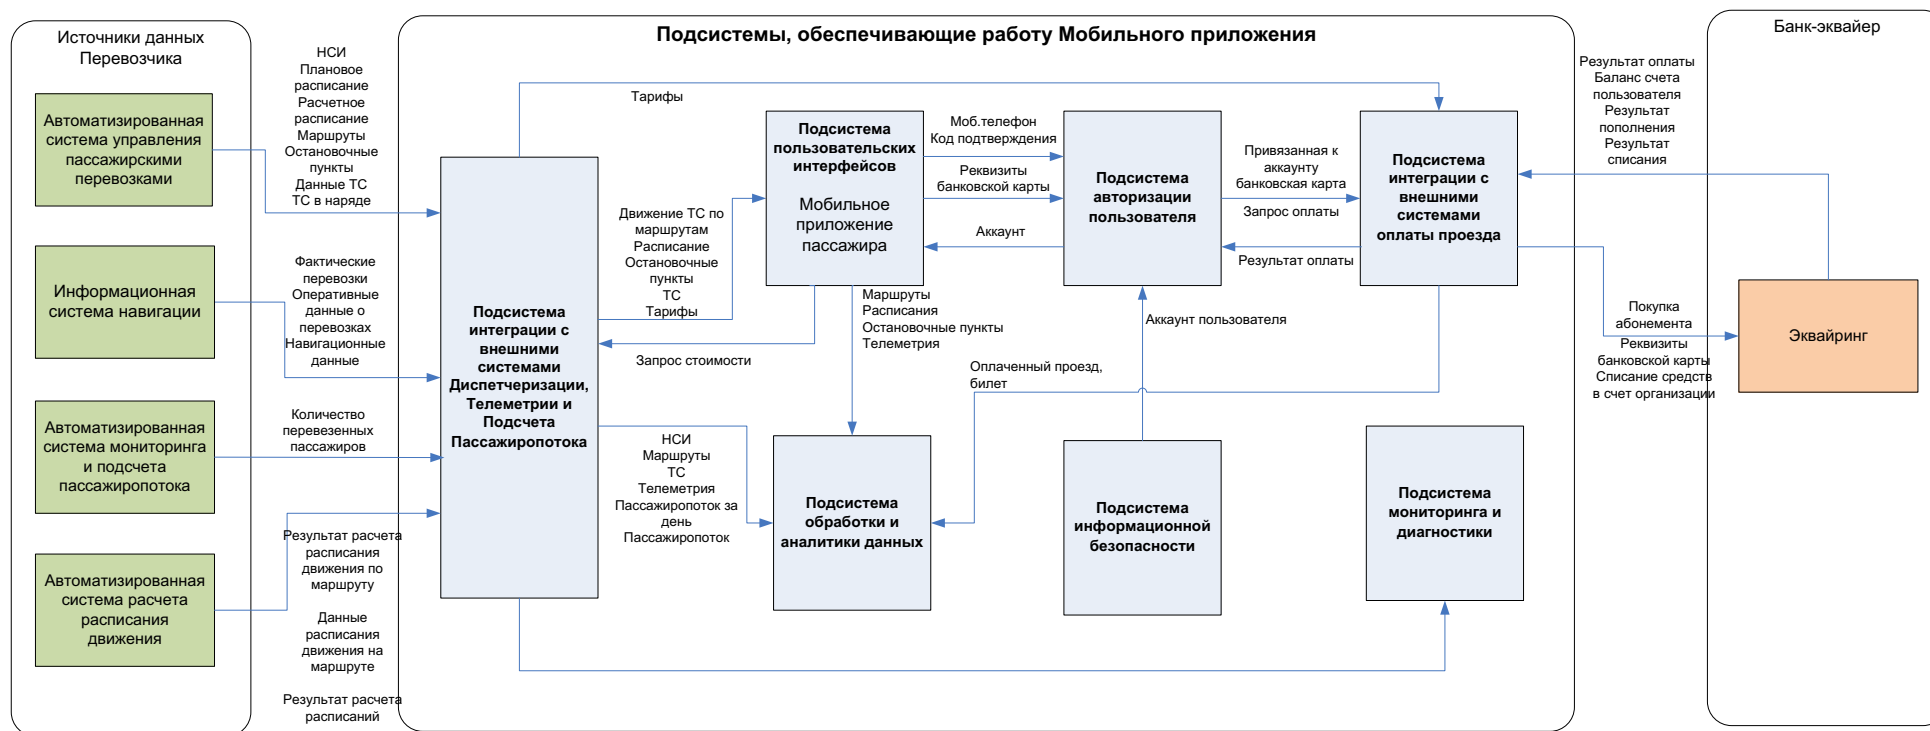 Источники данных
Перевозчика
Автоматизированная
система управления
пассажирскими
перевозками
Информационная
система навигации
Автоматизированная
система мониторинга
и подсчета
пассажиропотока
Автоматизированная
система расчета
расписания
движения
НСИ
Плановое
расписание
Расчетное
расписание
Маршруты
Остановочные
пункты
Данные ТС
ТС в наряде
Фактические
перевозки
Оперативные
данные о
перевозках
Навигационные
данные
Количество
перевезенных
пассажиров
Результат расчета
расписания
движения по
маршруту
Данные
расписания
движения на
маршруте
Результат расчета
расписаний
Подсистемы, обеспечивающие работу Мобильного приложения
Подсистема
интеграции с
внешними
системами
Диспетчеризации,
Телеметрии и
Подсчета
Пассажиропотока
Тарифы
Движение ТС по
маршрутам
Расписание
Остановочные
пункты
ТС
Тарифы
Запрос стоимости
НСИ
Маршруты
ТС
Телеметрия
Пассажиропоток за
день
Пассажиропоток
Подсистема
пользовательских
интерфейсов
Мобильное
приложение
пассажира
Маршруты
Расписания
Остановочные пункты
Телеметрия
Подсистема
обработки и
аналитики данных
Моб.телефон
Код подтверждения
Реквизиты
банковской карты
Аккаунт
Подсистема
авторизации
пользователя
Аккаунт пользователя
Оплаченный проезд,
билет
Подсистема
информационной
безопасности
Привязанная к
аккаунту
банковская карта
Запрос оплаты
Результат оплаты
Подсистема
интеграции с
внешними
системами
оплаты проезда
Подсистема
мониторинга и
диагностики
Результат оплаты
Баланс счета
пользователя
Результат
пополнения
Результат
списания
Покупка
абонемента
Реквизиты
банковской карты
Списание средств
в счет организации
Банк-эквайер
Эквайринг